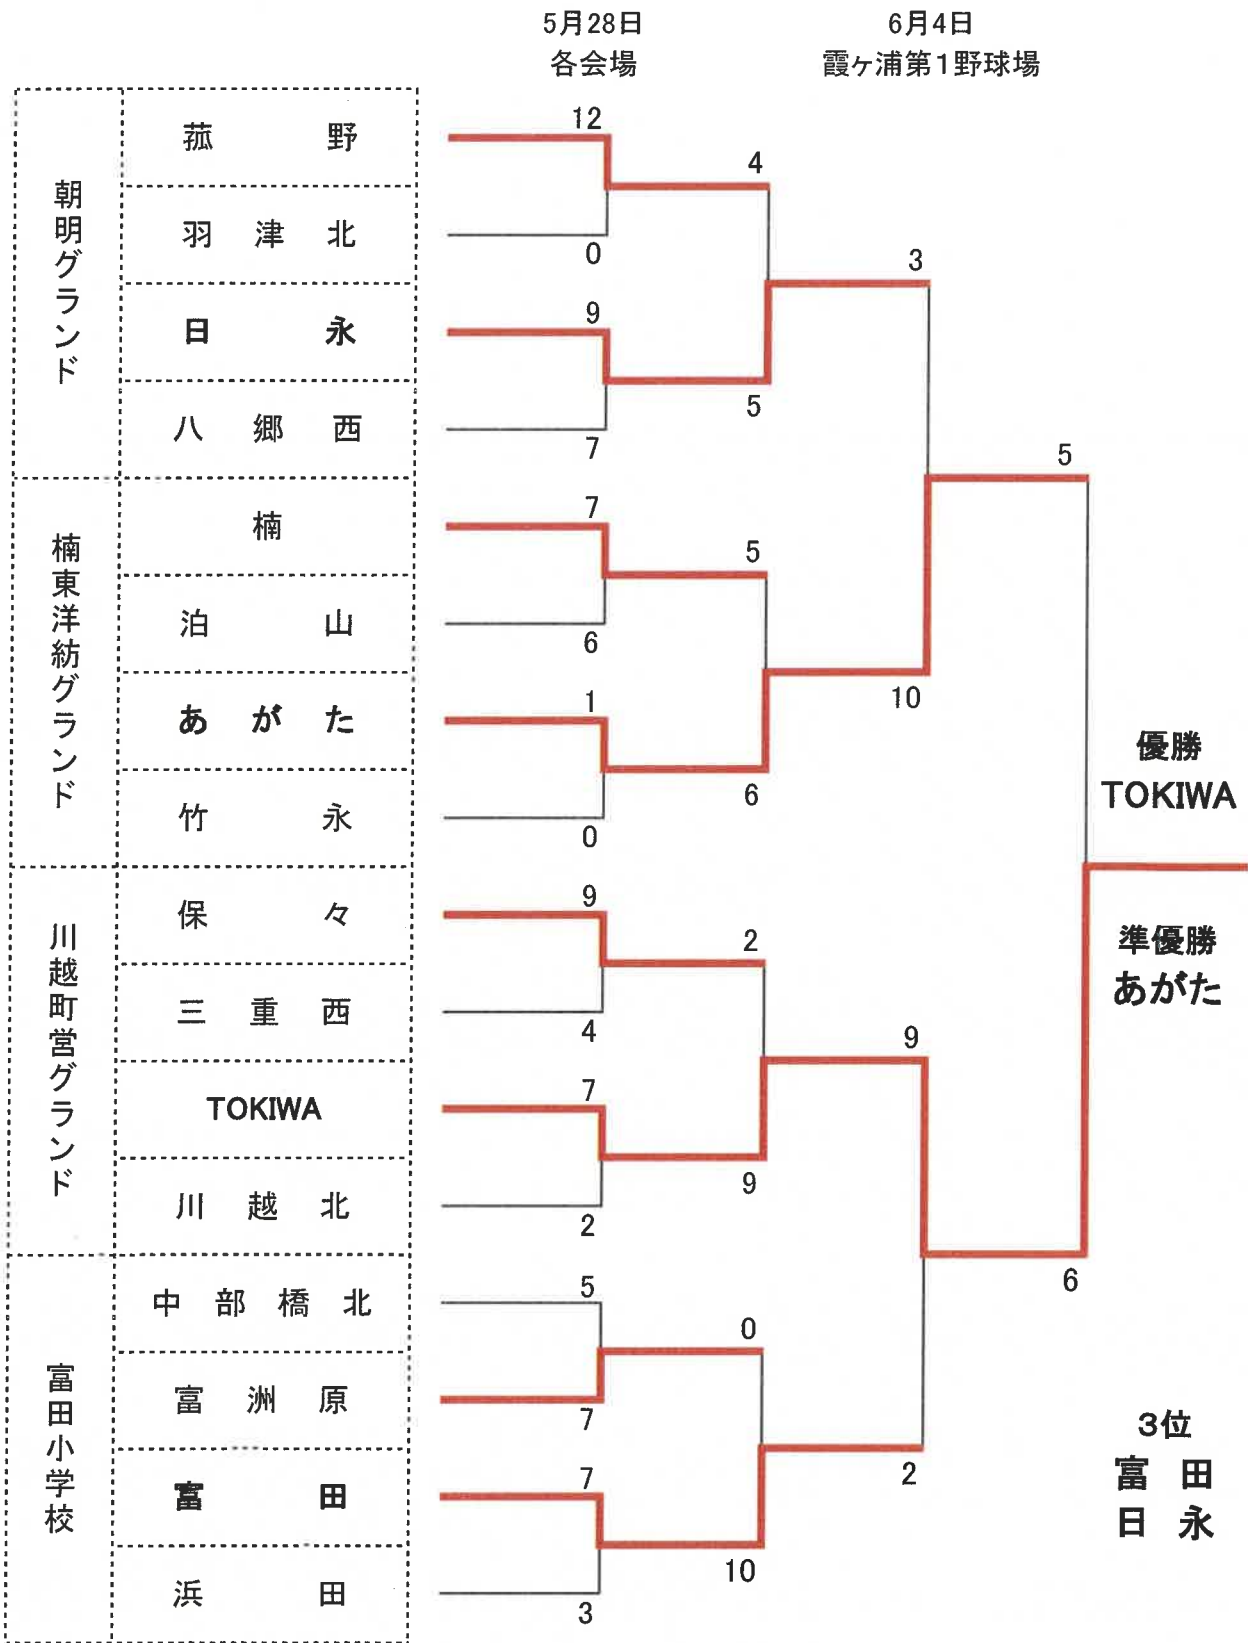 5月28日
各会場
6月4日
霞ヶ浦第1野球場
朝明グランド
菰野
羽津北
日永
八郷西
楠東洋紡グランド
楠
泊山
あがた
竹永
川越町営グランド
保々
三重西
TOKIWA
川越北
富田小学校
中部橋北
富洲原
富田
浜田
12
0
9
7
7
6
1
0
9
4
7
2
5
7
7
3
4
5
5
6
2
9
0
10
3
10
9
2
5
6
優勝
TOKIWA
準優勝
あがた
3位
富田
日永